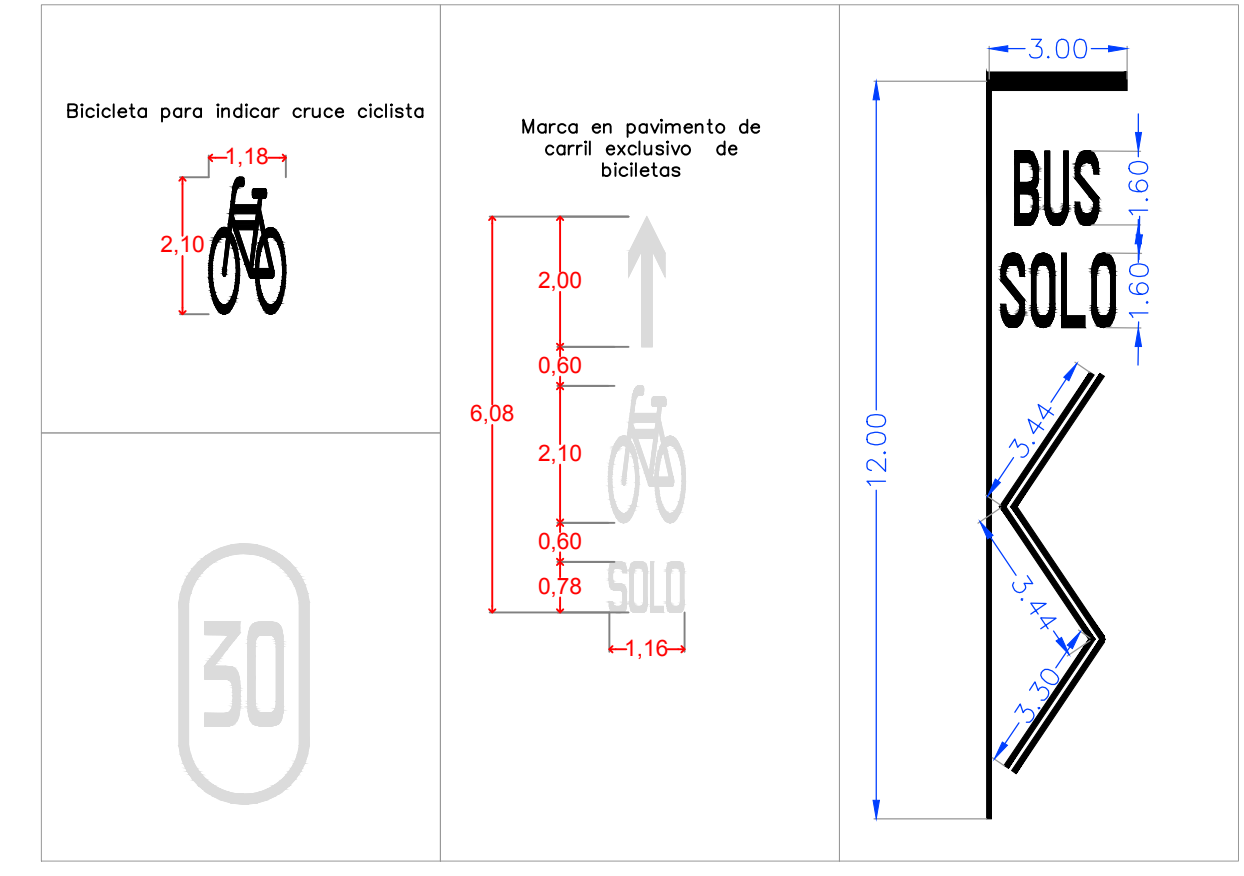 Bicicleta para indicar cruce ciclista
1,18
2,10
30
Marca en pavimento de
carril exclusivo de
biciletas
2,00
0,60
6,08
2,10
0,60
0,78
SOLO
1,16
3.00
BUS
1.60
SOLO
1.60
12.00
3.44
3.44
3.30